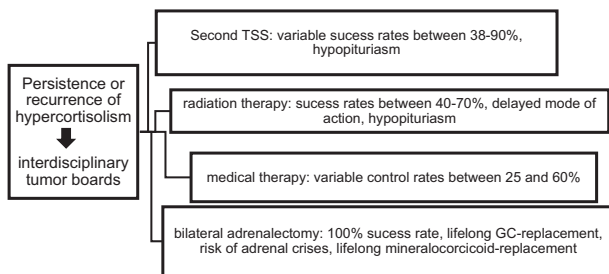 Persistence or
recurrence of
hypercortisolism
interdisciplinary
tumor boards
Second TSS: variable sucess rates between 38-90%,
hypopituriasm
radiation therapy: sucess rates between 40-70%, delayed mode of
action, hypopituriasm
medical therapy: variable control rates between 25 and 60%
bilateral adrenalectomy: 100% sucess rate, lifelong GC-replacement,
risk of adrenal crises, lifelong mineralocorcicoid-replacement